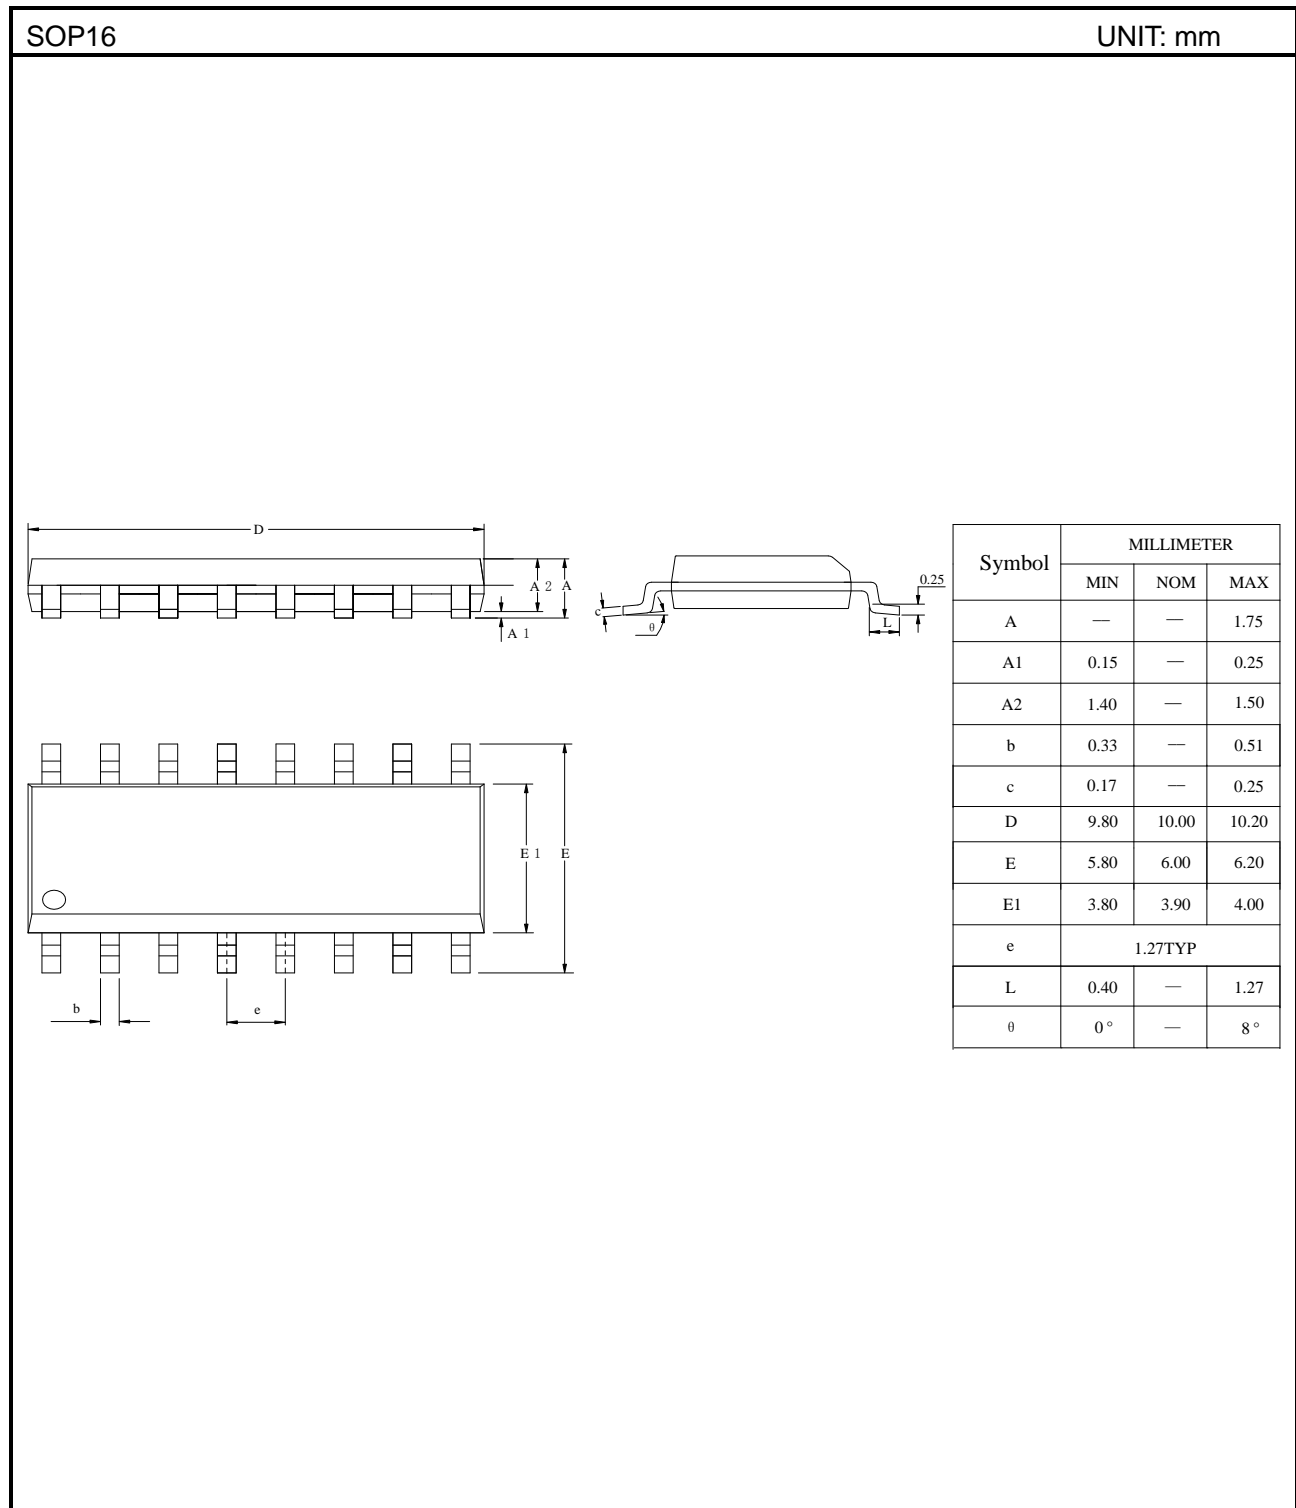 SOP16 UNIT: mm
D
A 2 A
A 1
c
θ
L
0.25
E 1 E
b
e
Symbol MILLIMETER
MIN NOM MAX
A — — 1.75
A1 0.15 — 0.25
A2 1.40 — 1.50
b 0.33 — 0.51
c 0.17 — 0.25
D 9.80 10.00 10.20
E 5.80 6.00 6.20
E1 3.80 3.90 4.00
e 1.27TYP
L 0.40 — 1.27
θ 0° — 8°